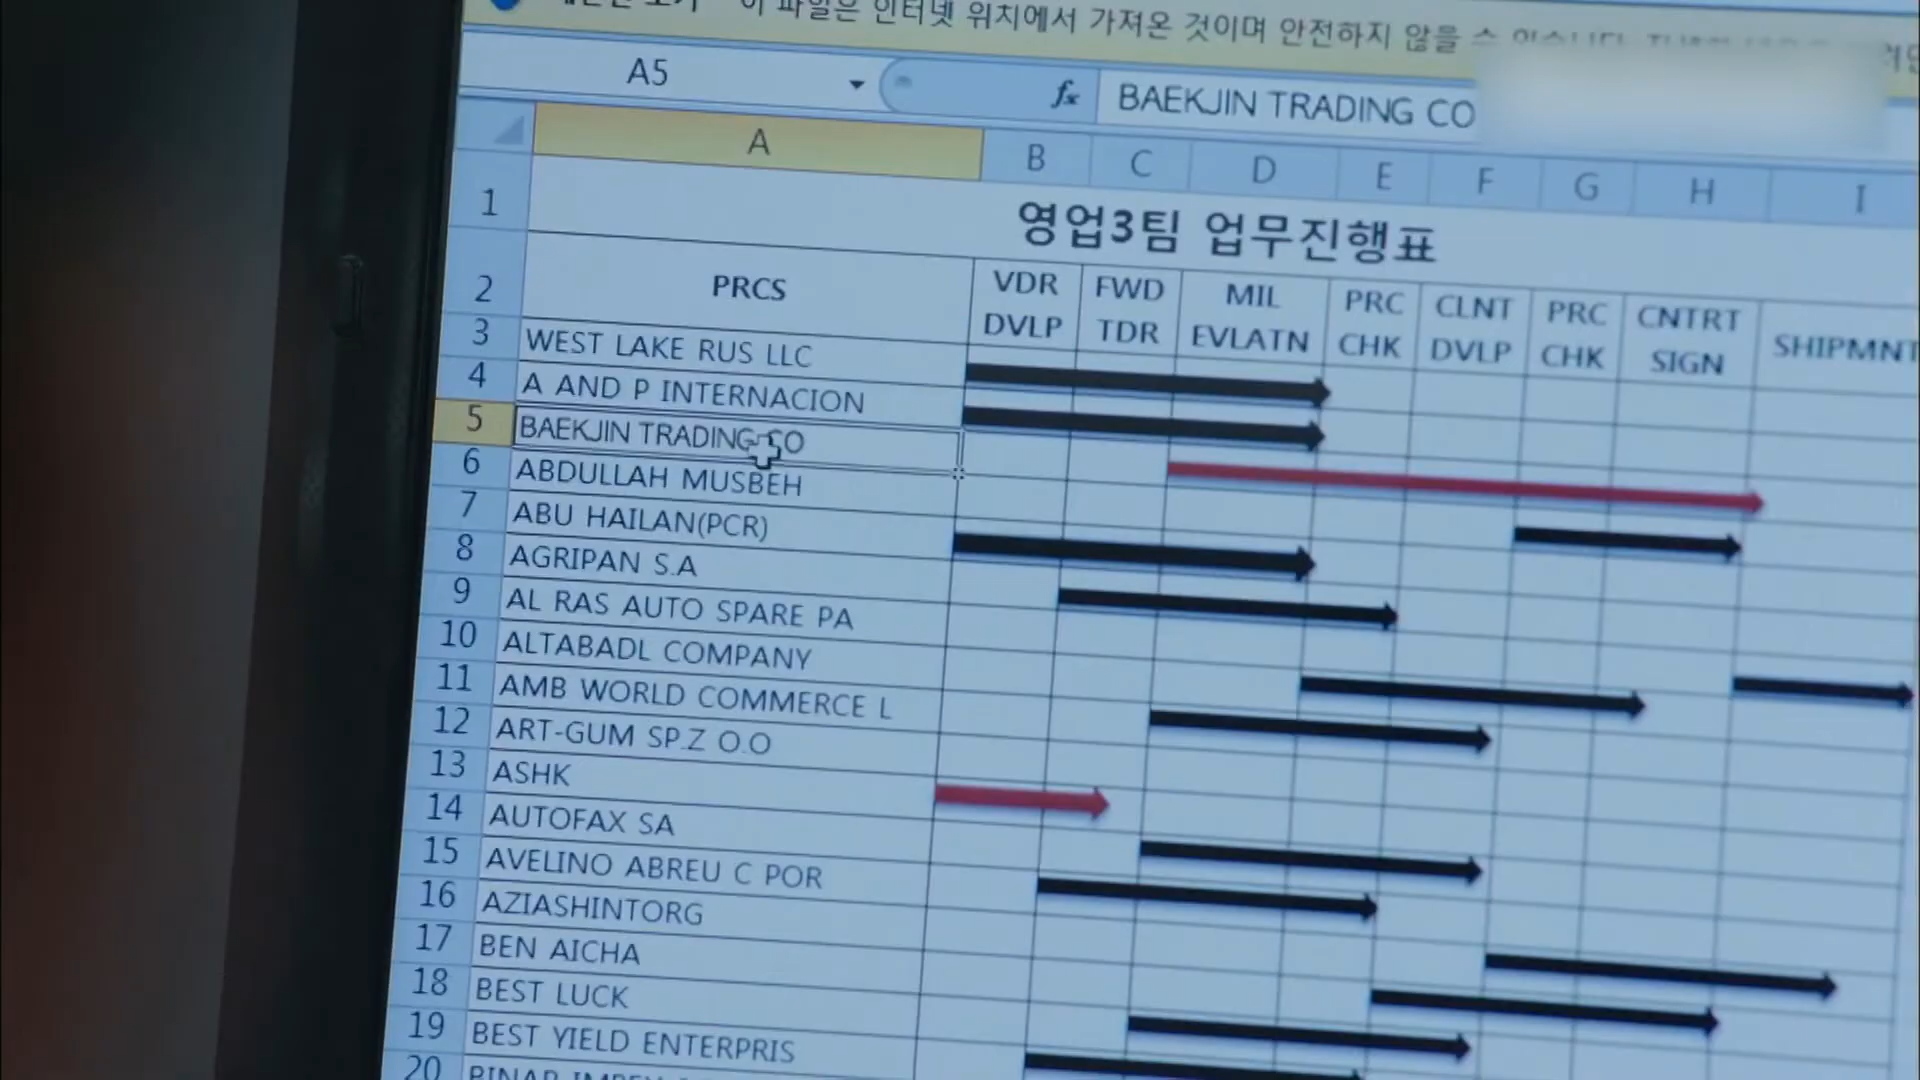 이 파일은 인터넷 위치에서 가져온 것이며 안전하지 않을 수
A5 fx BAEKJIN TRADING CO
A B C D E F G H I
1 영업3팀 업무진행표
2 PRCS VDR DVLP FWD TDR MIL EVLATN PRC CHK CLNT DVLP PRC CHK CNTRT SIGN SHIPMNT
3 WEST LAKE RUS LLC
4 A AND P INTERNACION
5 BAEKJIN TRADING CO
6 ABDULLAH MUSBEH
7 ABU HAILAN(PCR)
8 AGRIPAN S.A
9 AL RAS AUTO SPARE PA
10 ALTABADL COMPANY
11 AMB WORLD COMMERCE L
12 ART-GUM SP.Z O.O
13 ASHK
14 AUTOFAX SA
15 AVELINO ABREU C POR
16 AZIASHINTORG
17 BEN AICHA
18 BEST LUCK
19 BEST YIELD ENTERPRIS
20